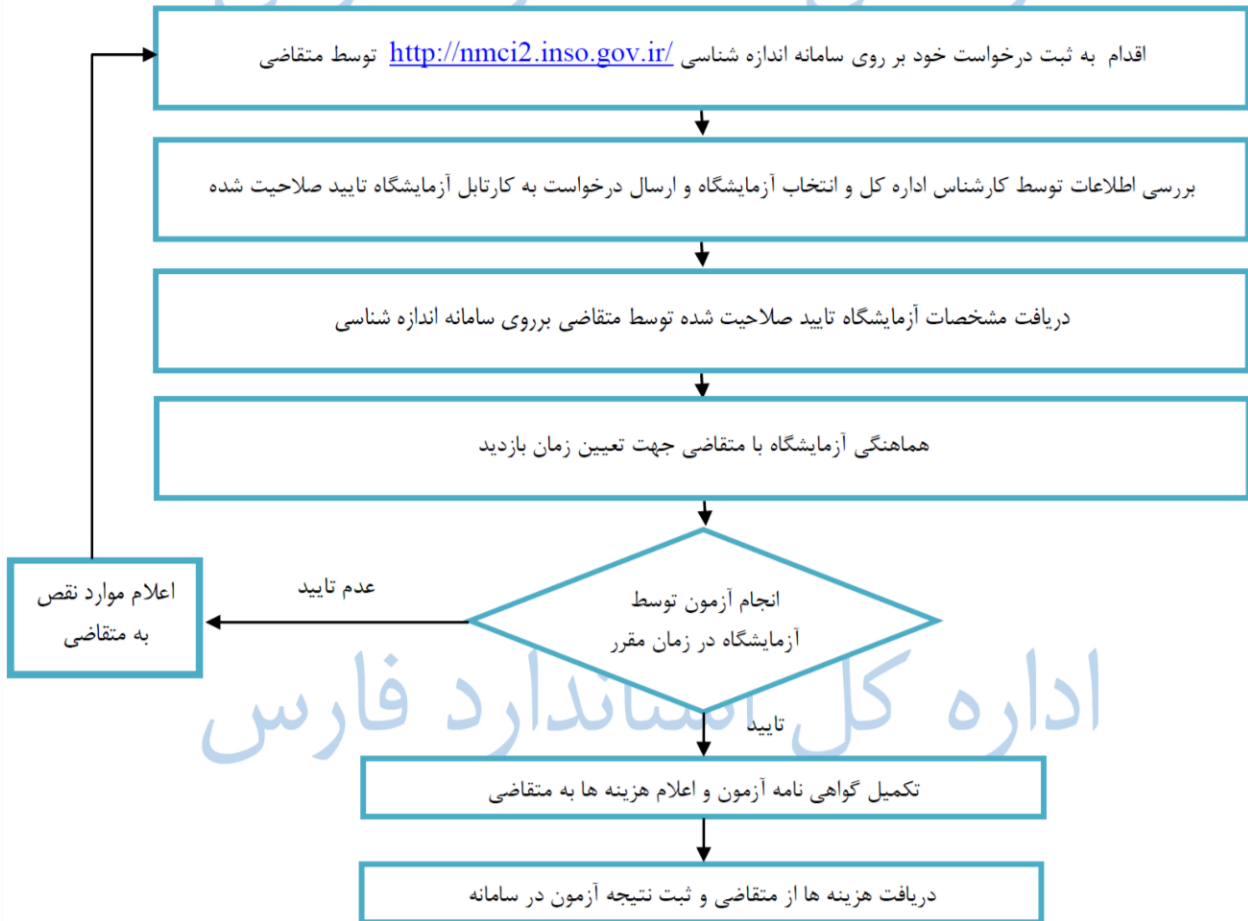 اقدام به ثبت درخواست خود بر روی سامانه اندازه شناسی http://nmci2.inso.gov.ir/ توسط متقاضی
بررسی اطلاعات توسط کارشناس اداره کل و انتخاب آزمایشگاه و ارسال درخواست به کارتابل آزمایشگاه تایید صلاحیت شده
دریافت مشخصات آزمایشگاه تایید صلاحیت شده توسط متقاضی برروی سامانه اندازه شناسی
هماهنگی آزمایشگاه با متقاضی جهت تعیین زمان بازدید
انجام آزمون توسط
آزمایشگاه در زمان مقرر
عدم تایید
اعلام موارد نقص
به متقاضی
اداره کل استاندارد فارس
تایید
تکمیل گواهی نامه آزمون و اعلام هزینه ها به متقاضی
دریافت هزینه ها از متقاضی و ثبت نتیجه آزمون در سامانه